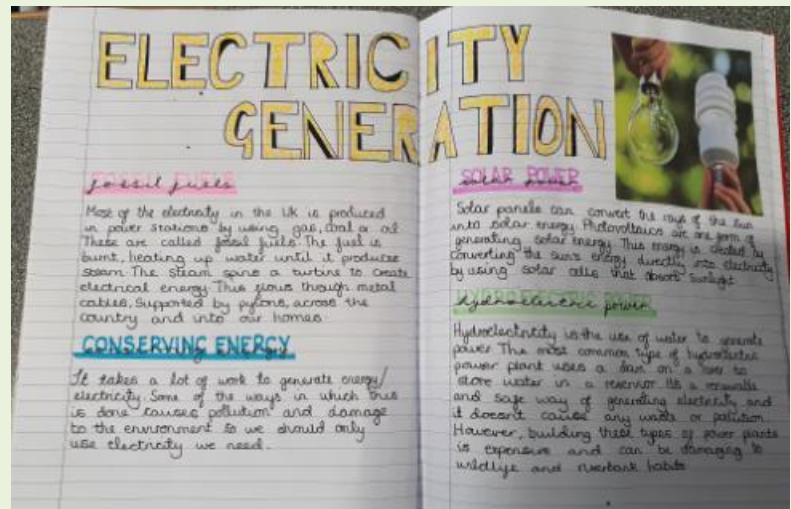 ELECTRICITY
GENERATION
fossil fuels
Most of the electricity in the UK is produced
in power stations by using gas, coal or oil
These are called fossil fuels. The fuel is
burnt, heating up water until it produces
steam. The steam spins a turbine to create
electrical energy. This flows through metal
cables, supported by pylons, across the
country and into our homes
CONSERVING ENERGY
It takes a lot of work to generate energy/
electricity. Some of the ways in which this
is done causes pollution and damage
to the environment so we should only
use electricity we need.
SOLAR POWER
Solar panels can convert the rays of the sun
into solar energy. Photovoltaics are one form of
generating solar energy. This energy is created by
converting the sun's energy directly into electricity
by using solar cells that absorb sunlight
hydroelectric power
Hydroelectricity is the use of water to generate
power. The most common type of hydroelectric
power plant uses a dam on a river to
store water in a reservoir. Its a renewable
and safe way of generating electricity and
it doesn't cause any waste or pollution
However, building these types of power plants
is expensive and can be damaging to
wildlife and riverbank habits